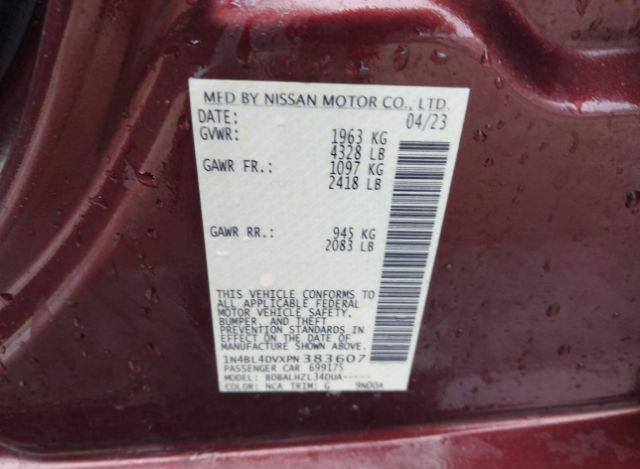 MFD BY NISSAN MOTOR CO., LTD.
DATE: 04/23
GVWR: 1963 KG
4328 LB
GAWR FR.: 1097 KG
2418 LB
GAWR RR.: 945 KG
2083 LB
THIS VEHICLE CONFORMS TO
ALL APPLICABLE FEDERAL
MOTOR VEHICLE SAFETY,
BUMPER, AND THEFT
PREVENTION STANDARDS IN
EFFECT ON THE DATE OF
MANUFACTURE SHOWN ABOVE.
1N4BL4DVXPN383607
PASSENGER CAR 69917S
MODEL: BDBALHZL34DUA-----
COLOR: NCA TRIM: G 9N00A